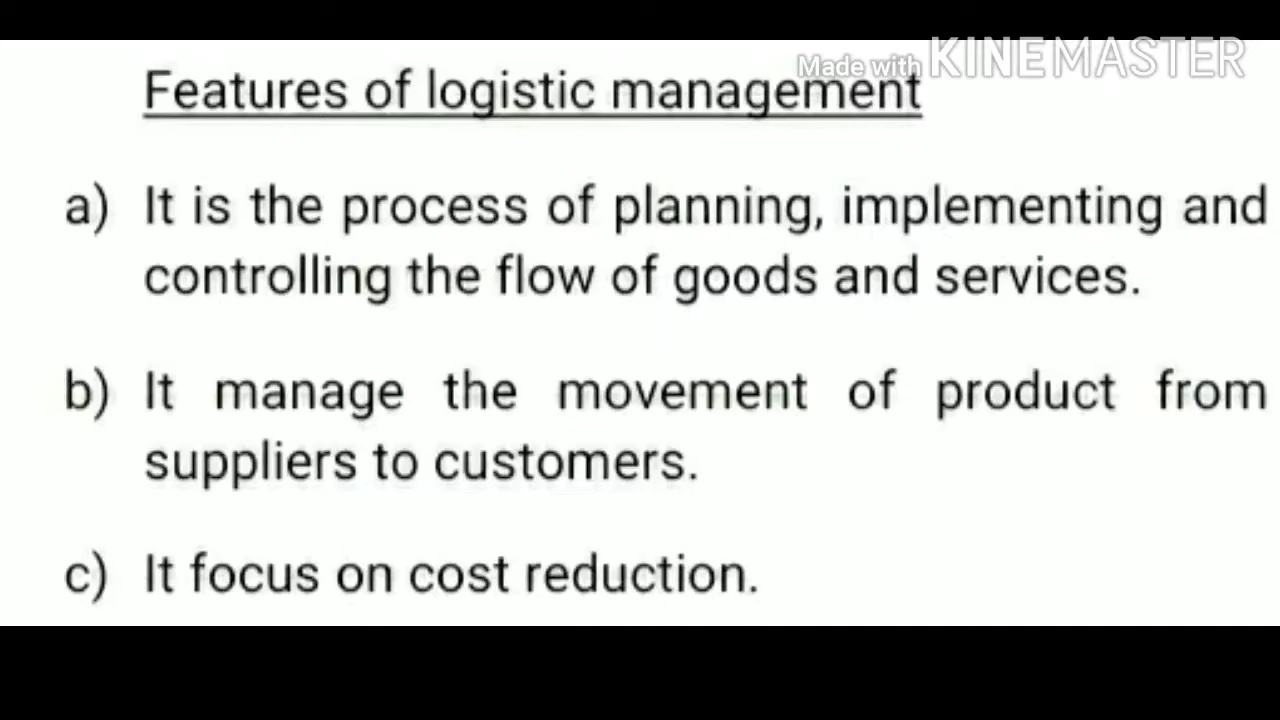 Made with KINEMASTER
Features of logistic management
a) It is the process of planning, implementing and
controlling the flow of goods and services.
b) It manage the movement of product from
suppliers to customers.
c) It focus on cost reduction.